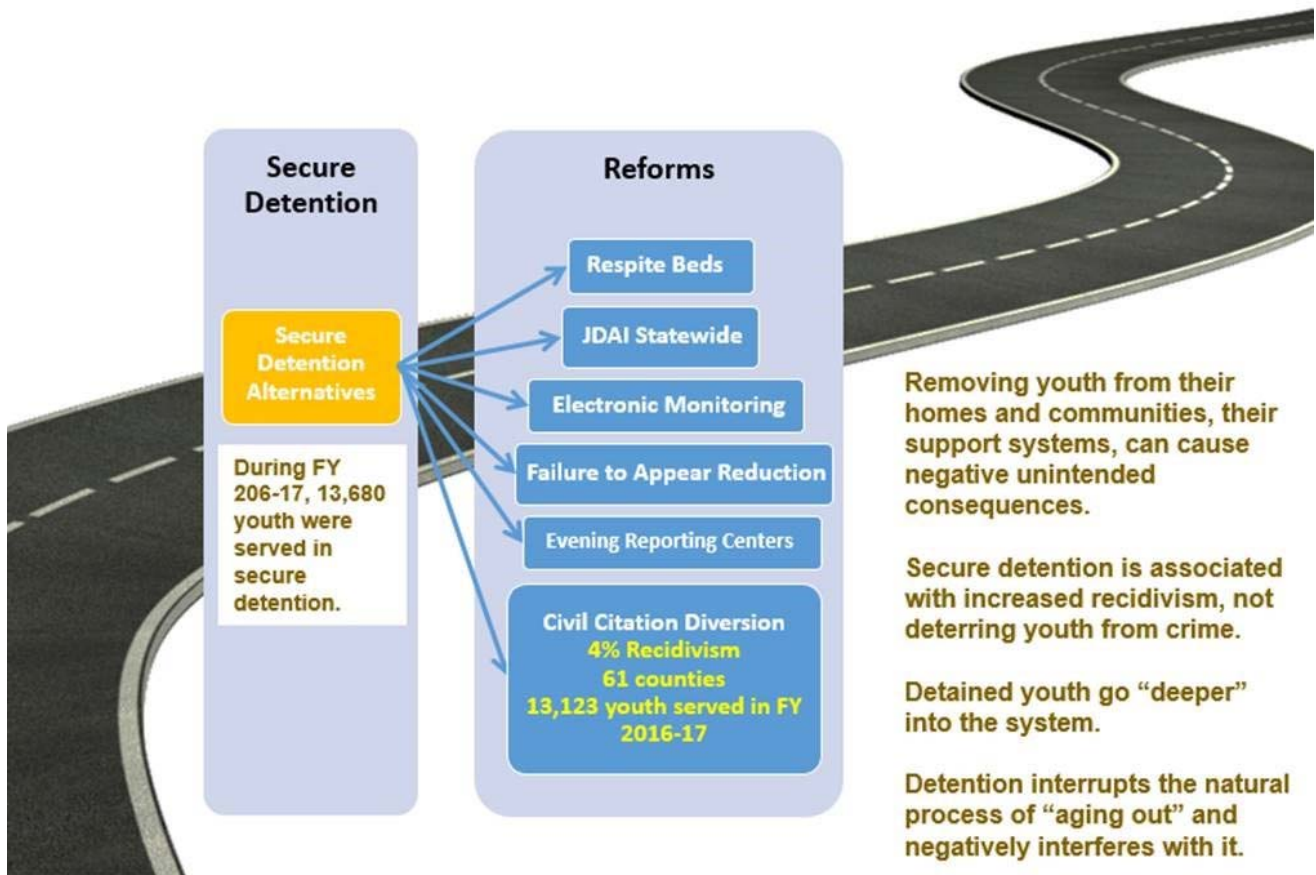 Secure
Detention
Secure
Detention
Alternatives
During FY
206-17, 13,680
youth were
served in
secure
detention.
Reforms
Respite Beds
JDAI Statewide
Electronic Monitoring
Failure to Appear Reduction
Evening Reporting Centers
Civil Citation Diversion
4% Recidivism
61 counties
13,123 youth served in FY
2016-17
Removing youth from their
homes and communities, their
support systems, can cause
negative unintended
consequences.
Secure detention is associated
with increased recidivism, not
deterring youth from crime.
Detained youth go “deeper”
into the system.
Detention interrupts the natural
process of “aging out” and
negatively interferes with it.